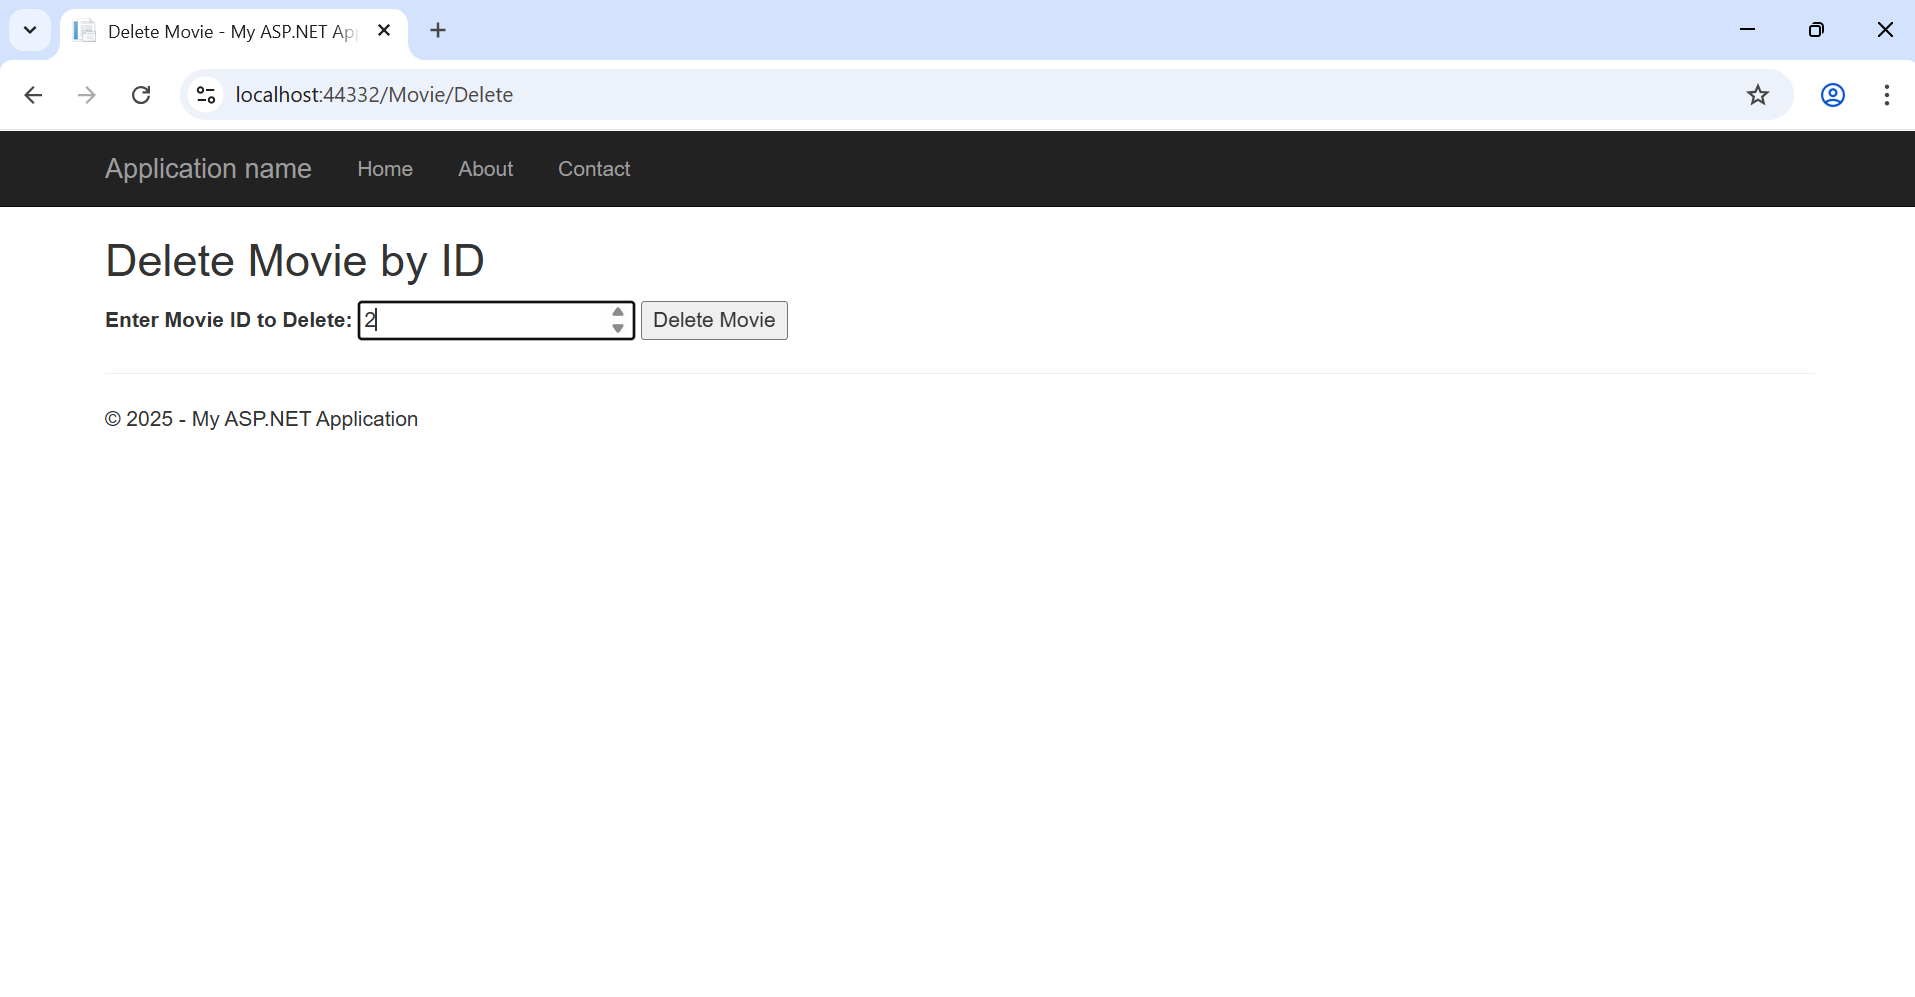 Delete Movie - My ASP.NET Ap
localhost:44332/Movie/Delete
Application name Home About Contact
Delete Movie by ID
Enter Movie ID to Delete: 2 Delete Movie
© 2025 - My ASP.NET Application